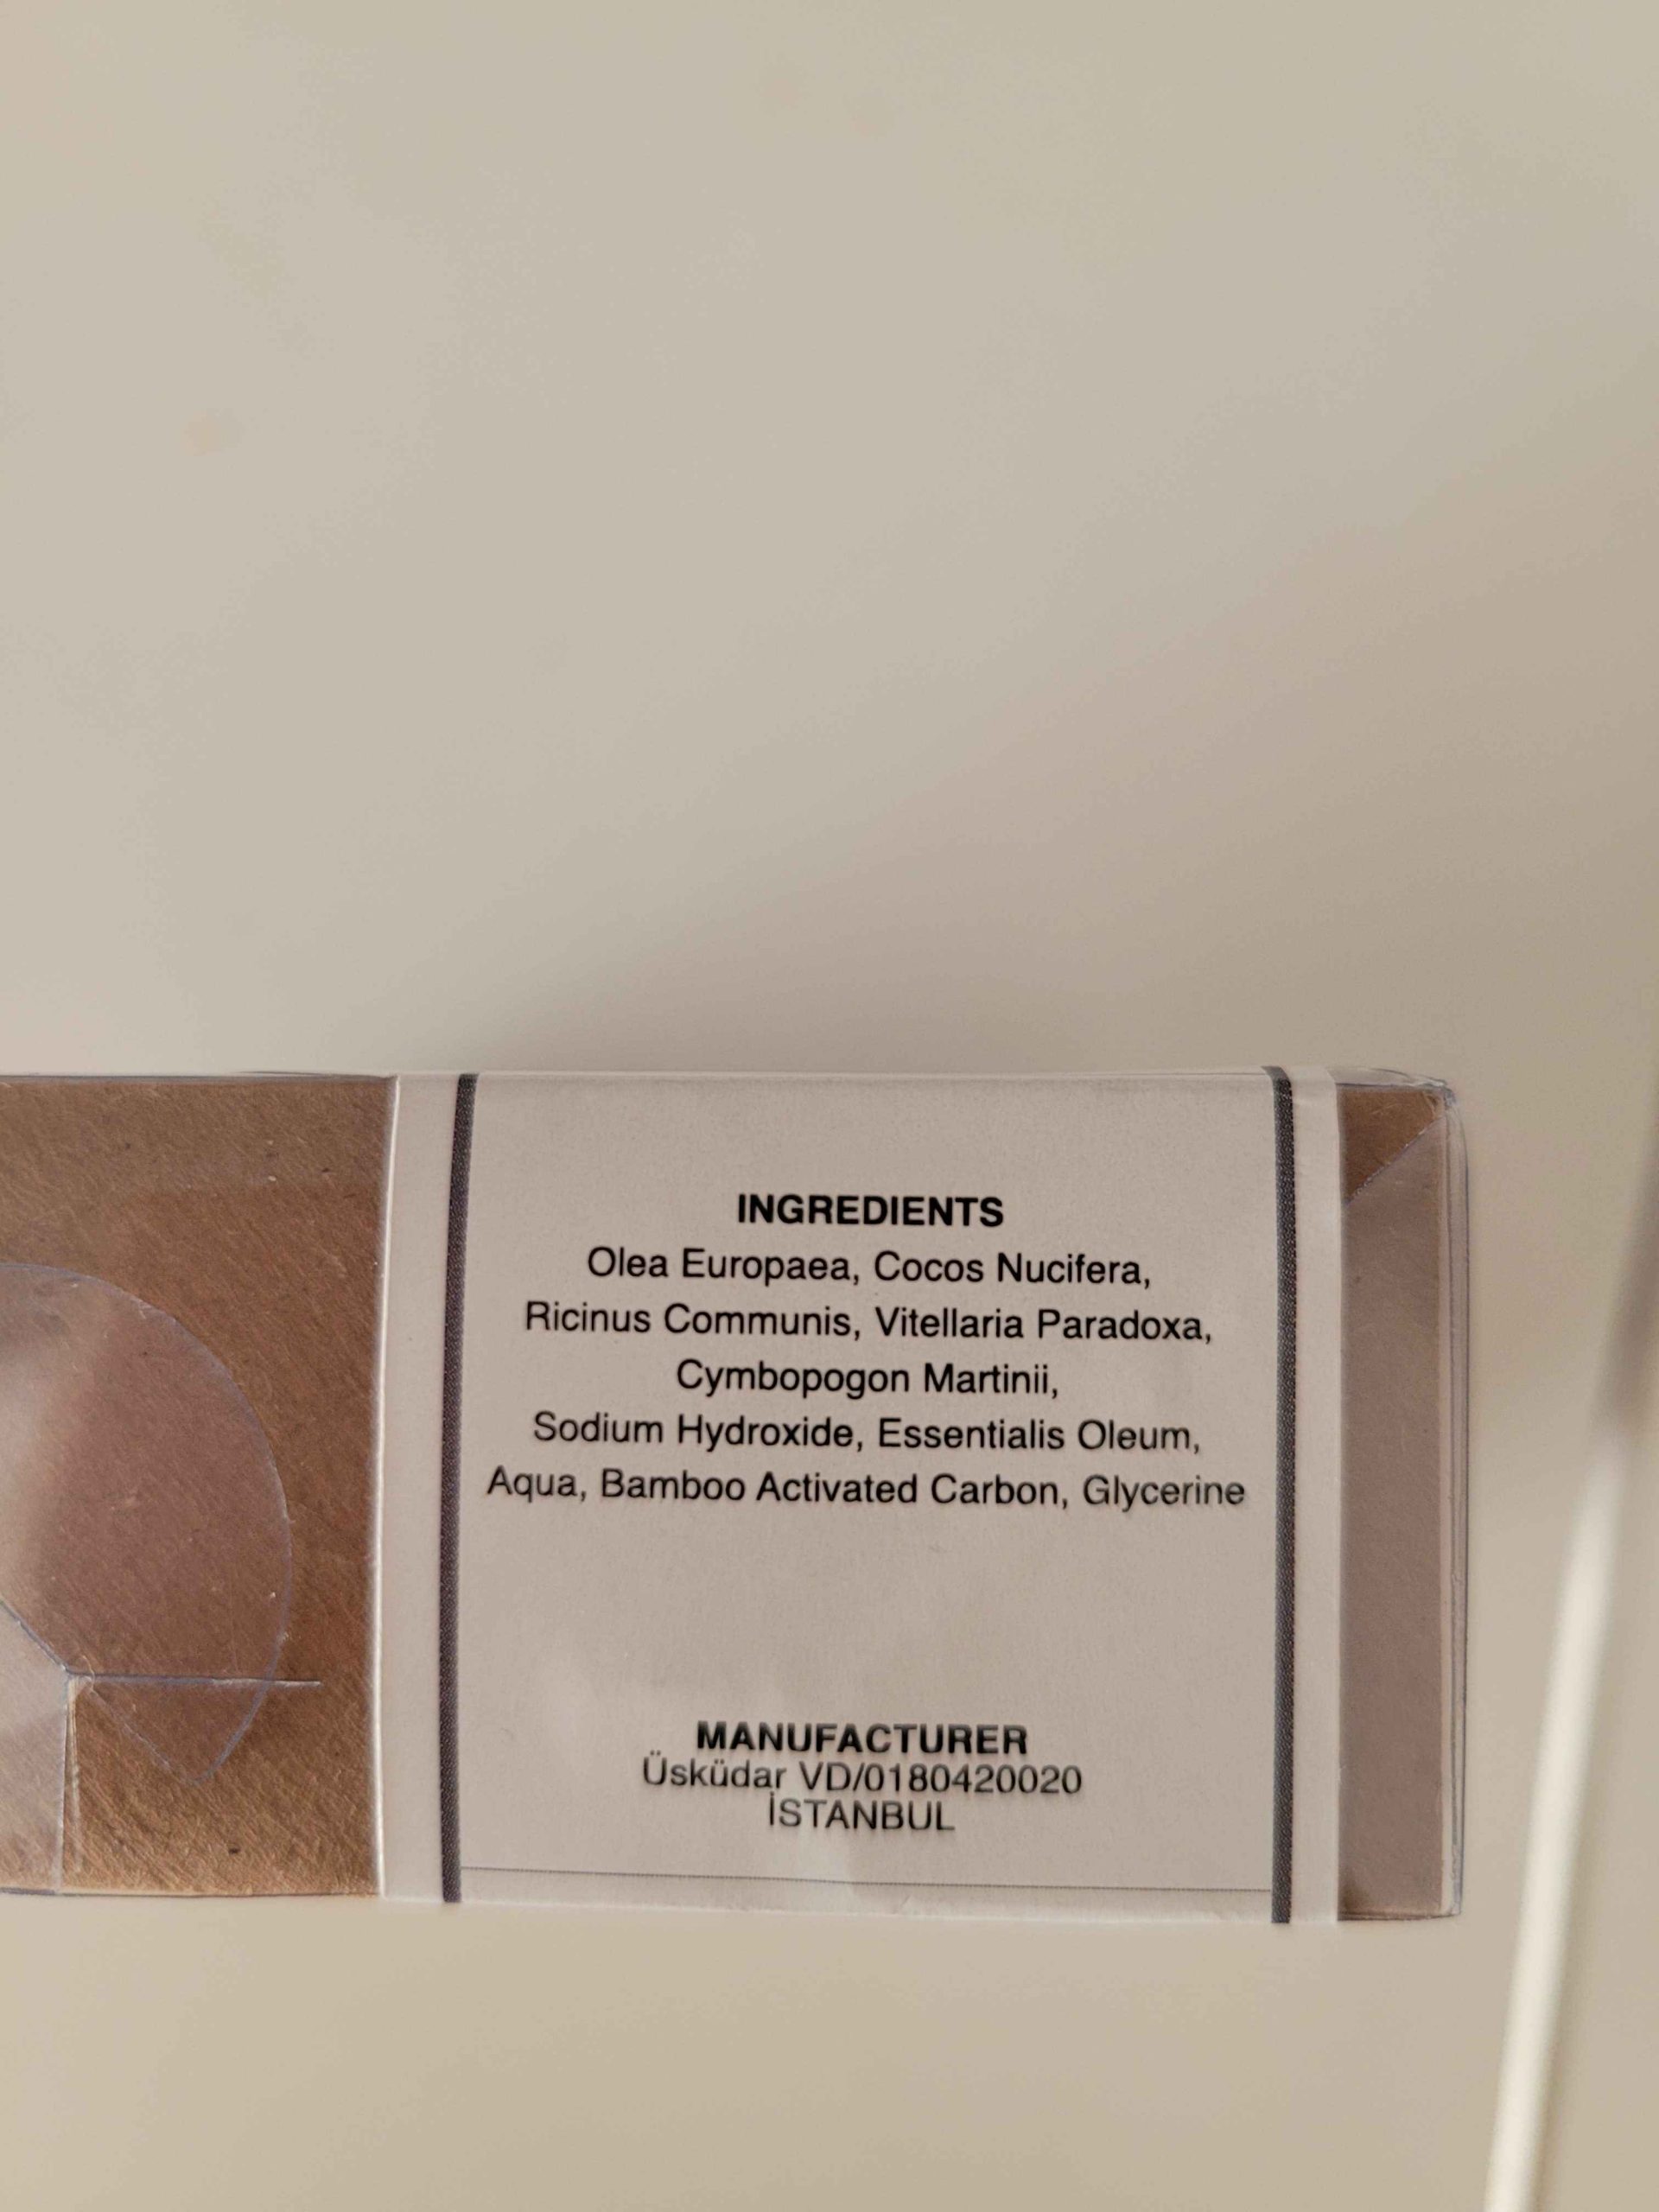 INGREDIENTS
Olea Europaea, Cocos Nucifera,
Ricinus Communis, Vitellaria Paradoxa,
Cymbopogon Martinii,
Sodium Hydroxide, Essentialis Oleum,
Aqua, Bamboo Activated Carbon, Glycerine
MANUFACTURER
Üsküdar VD/0180420020
İSTANBUL